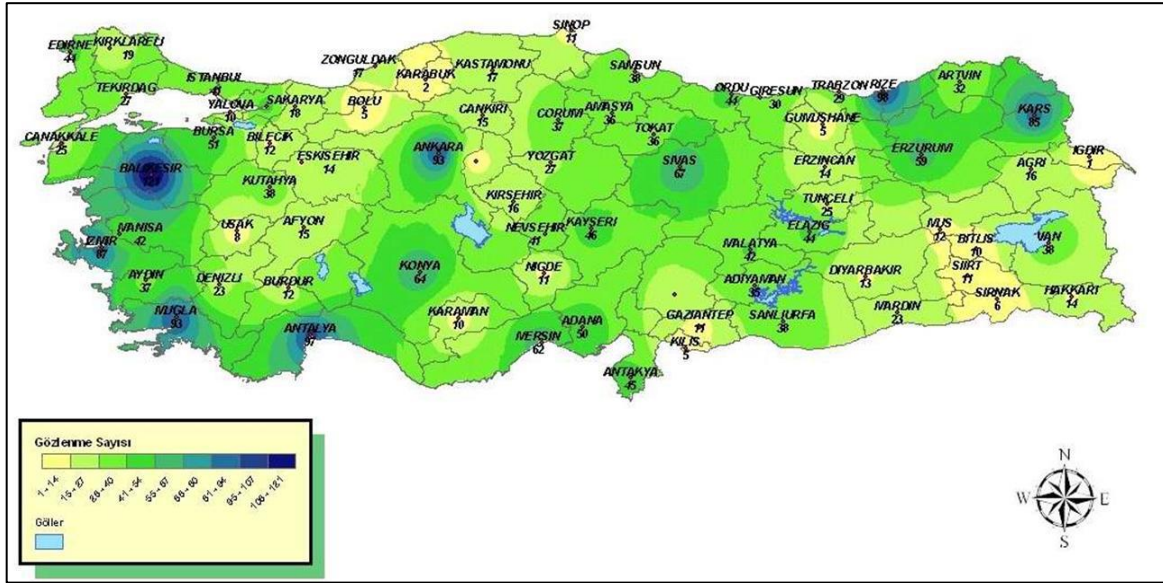 SINOP
11
EDIRNE
44
KIRKLARELI
19
ZONGULDAK
17
KASTAMONU
17
KARABUK
2
SAMSUN
38
TEKIRDAG
27
ISTANBUL
YALOVA
10
SAKARYA
18
BOLU
5
CANKIRI
15
CORUM
37
AMASYA
36
TOKAT
36
ORDU
44
GIRESUN
30
TRABZON
29
RIZE
98
ARTVIN
32
KARS
85
GUMUSHANE
5
CANAKKALE
25
BURSA
51
BILECIK
12
ESKISEHIR
14
ANKARA
93
YOZGAT
27
SIVAS
67
ERZINCAN
14
ERZURUM
59
AGRI
16
IGDIR
1
BALIKESIR
121
KUTAHYA
38
KIRSEHIR
16
NEVSEHIR
41
KAYSERI
46
TUNCELI
25
ELAZIG
44
MUS
12
BITLIS
10
VAN
38
MANISA
42
IZMIR
67
USAK
8
AFYON
15
KONYA
64
NIGDE
11
MALATYA
42
ADIYAMAN
35
DIYARBAKIR
13
SIIRT
11
SIRNAK
6
HAKKARI
14
AYDIN
37
DENIZLI
23
BURDUR
12
MUGLA
93
ANTALYA
97
KARAMAN
10
MERSIN
62
ADANA
50
GAZIANTEP
11
KILIS
5
SANLIURFA
38
MARDIN
23
ANTAKYA
45
Gözlenme Sayısı
1 - 14
15 - 27
28 - 40
41 - 54
55 - 67
68 - 80
81 - 94
95 - 107
108 - 121
Göller
N
W
E
S